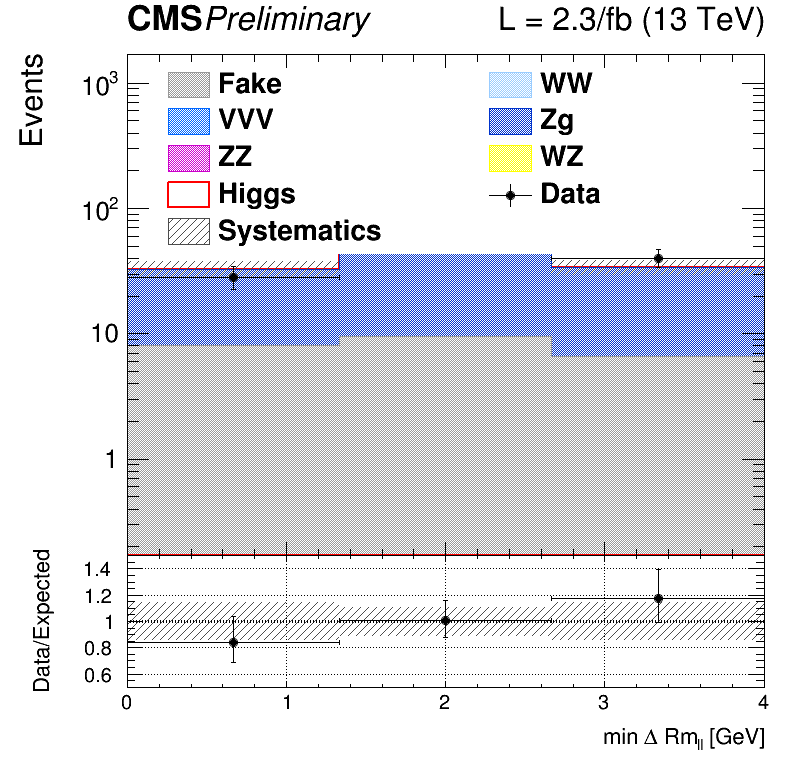 CMS Preliminary L = 2.3/fb (13 TeV)
Events
10³
10²
10
1
Fake WW
VVV Zg
ZZ WZ
Higgs Data
Systematics
Data/Expected
1.4
1.2
1
0.8
0.6
0 1 2 3 4
min Δ Rm_ll [GeV]